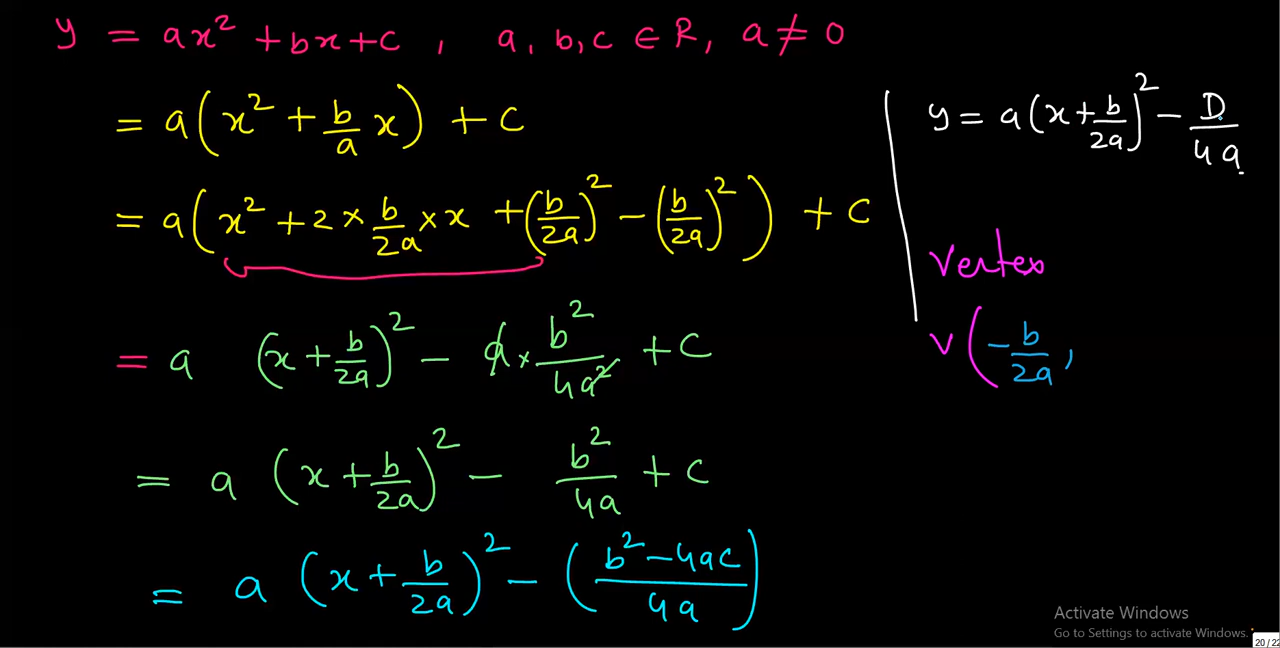 y = ax² + bx + c , a, b, c ∈ R, a ≠ 0
= a(x² + b/a x) + c
= a(x² + 2 × b/2a × x + (b/2a)² - (b/2a)²) + c
= a (x + b/2a)² - a × b²/4a² + c
= a (x + b/2a)² - b²/4a + c
= a (x + b/2a)² - (b² - 4ac / 4a)
y = a(x + b/2a)² - D/4a
Vertex
V (-b/2a ,
Activate Windows
Go to Settings to activate Windows.
20 / 22